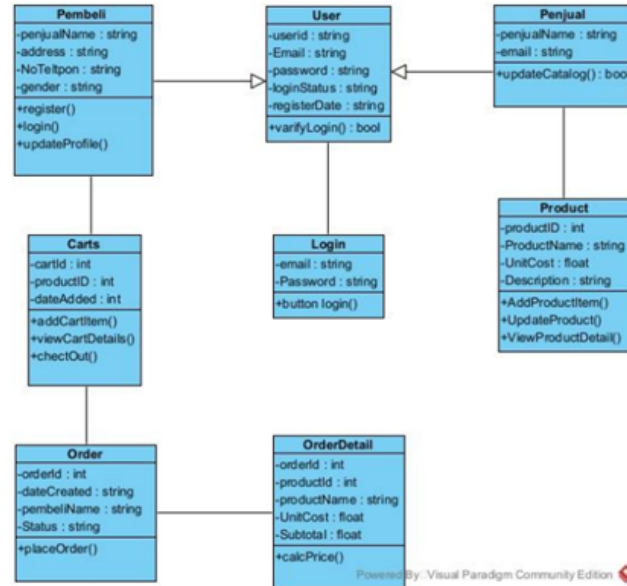 Pembeli
-penjualName : string
-address : string
-NoTeltpon : string
-gender : string
+register()
+login()
+updateProfile()
User
-userid : string
-Email : string
-password : string
-loginStatus : string
-registerDate : string
+varifyLogin() : bool
Penjual
-penjualName : string
-email : string
+updateCatalog() : bool
Carts
-cartId : int
-productID : int
-dateAdded : int
+addCartItem()
+viewCartDetails()
+chectOut()
Login
-email : string
-Password : string
+button login()
Product
-productID : int
-ProductName : string
-UnitCost : float
-Description : string
+AddProductItem()
+UpdateProduct()
+ViewProductDetail()
Order
-orderId : int
-dateCreated : string
-pembeliName : string
-Status : string
+placeOrder()
OrderDetail
-orderId : int
-productId : int
-productName : string
-UnitCost : float
-Subtotal : float
+calcPrice()
Powered By Visual Paradigm Community Edition